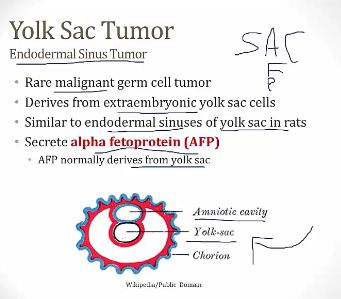 Yolk Sac Tumor
Endodermal Sinus Tumor
SAC
F
P
• Rare malignant germ cell tumor
• Derives from extraembryonic yolk sac cells
• Similar to endodermal sinuses of yolk sac in rats
• Secrete alpha fetoprotein (AFP)
• AFP normally derives from yolk sac
Amniotic cavity
Yolk-sac
Chorion
Wikipedia/Public Domain